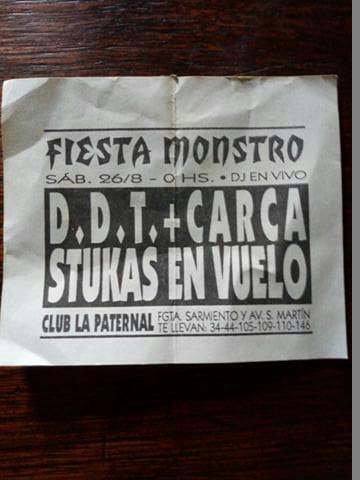 FIESTA MONSTRO
SÁB. 26/8 - 0 HS. • DJ EN VIVO
D.D.T.+CARCA
STUKAS EN VUELO
CLUB LA PATERNAL FGTA. SARMIENTO Y AV. S. MARTÍN
TE LLEVAN: 34-44-105-109-110-146